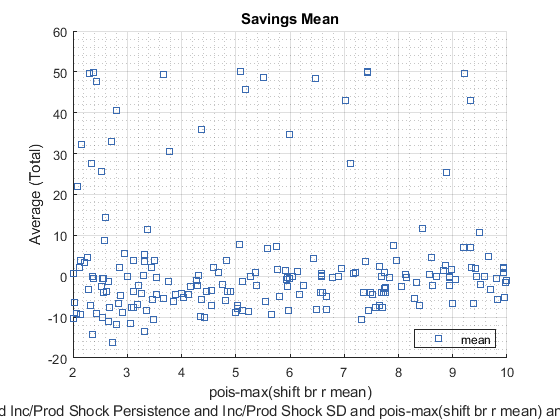 Savings Mean
60
50
40
30
20
10
0
-10
-20
Average (Total)
mean
2 3 4 5 6 7 8 9 10
pois-max(shift br r mean)
d Inc/Prod Shock Persistence and Inc/Prod Shock SD and pois-max(shift br r mean) an